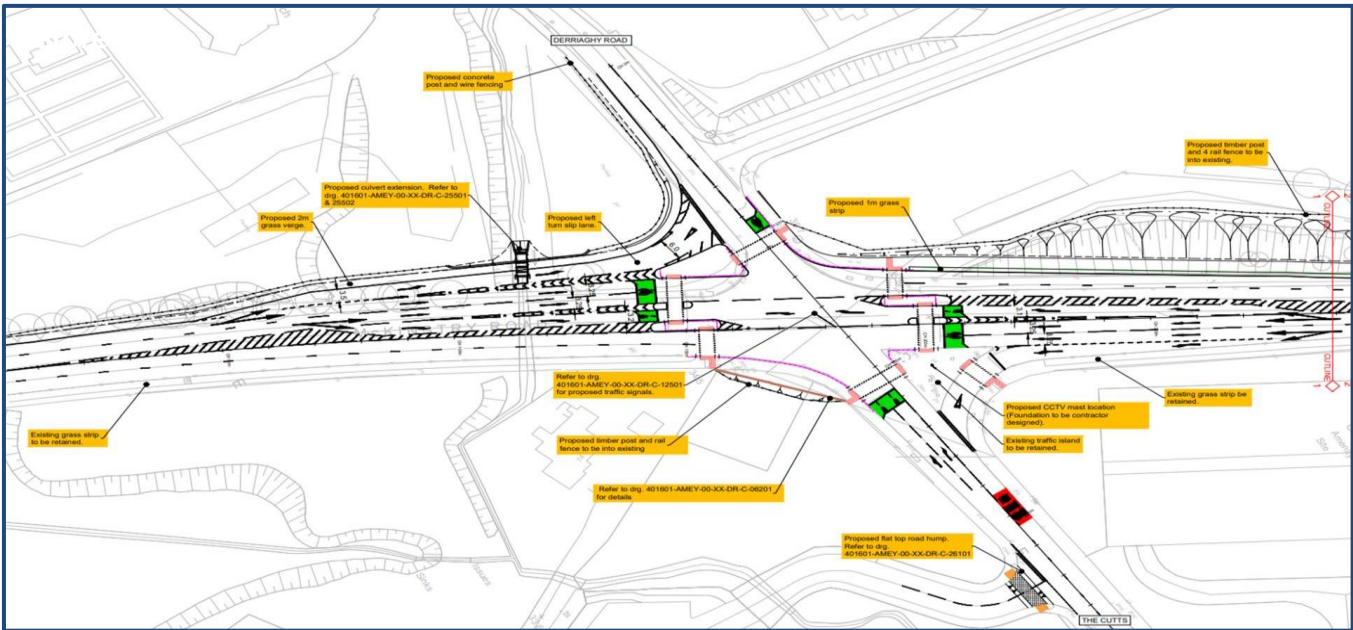 DERRIAGHY ROAD
Proposed concrete
post and wire fencing
Proposed timber post
and 4 rail fence to tie
into existing.
Proposed culvert extension. Refer to
drg. 401601-AMEY-00-XX-DR-C-25501
& 25502
Proposed 2m
grass verge.
Proposed left
turn slip lane.
Proposed 1m grass
strip
Refer to drg.
401601-AMEY-00-XX-DR-C-12501
for proposed traffic signals.
Existing grass strip be
retained.
Proposed CCTV mast location
(Foundation to be contractor
designed).
Existing grass strip
to be retained.
Proposed timber post and rail
fence to tie into existing
Existing traffic island
to be retained.
Refer to drg. 401601-AMEY-00-XX-DR-C-06201
for details
Proposed flat top road hump.
Refer to drg.
401601-AMEY-00-XX-DR-C-26101
Sinks
Issues
THE CUTTS
CUTLINE
CUTLINE